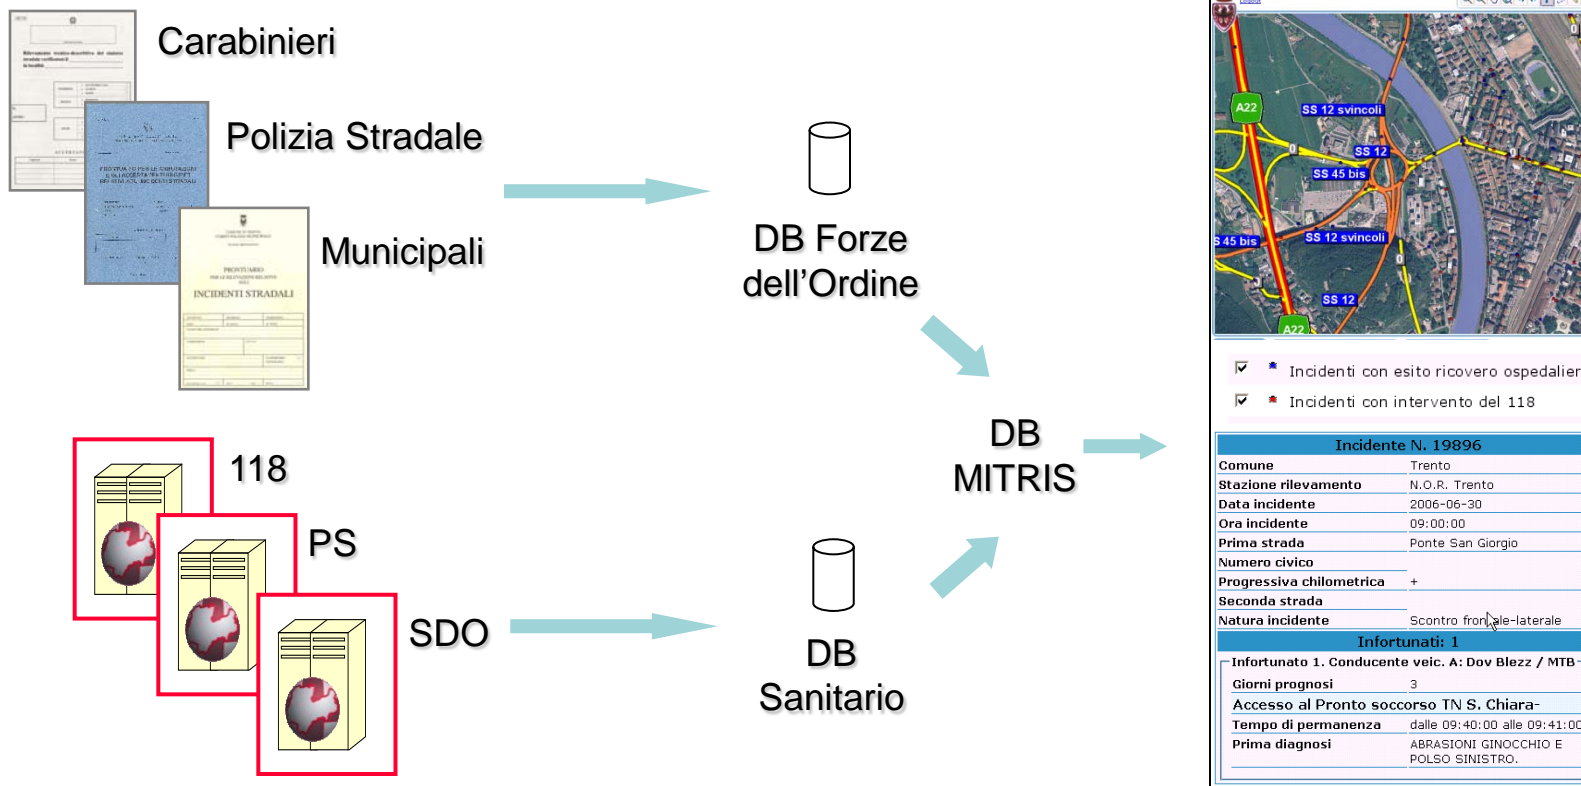 Carabinieri
Polizia Stradale
Municipali
PRONTUARIO
INCIDENTI STRADALI
118
PS
SDO
DB Forze
dell’Ordine
DB
Sanitario
DB
MITRIS
A22
SS 12 svincoli
SS 12
SS 45 bis
S 45 bis
SS 12 svincoli
SS 12
A22
0
0
0
0
Incidenti con esito ricovero ospedalier
Incidenti con intervento del 118
Incidente N. 19896
Comune Trento
Stazione rilevamento N.O.R. Trento
Data incidente 2006-06-30
Ora incidente 09:00:00
Prima strada Ponte San Giorgio
Numero civico
Progressiva chilometrica +
Seconda strada
Natura incidente Scontro frontale-laterale
Infortunati: 1
Infortunato 1. Conducente veic. A: Dov Blezz / MTB
Giorni prognosi 3
Accesso al Pronto soccorso TN S. Chiara-
Tempo di permanenza dalle 09:40:00 alle 09:41:00
Prima diagnosi ABRASIONI GINOCCHIO E
POLSO SINISTRO.